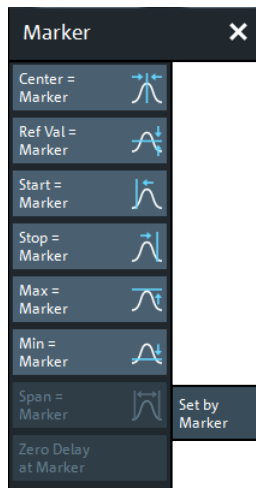 Marker
Center =
Marker
Ref Val =
Marker
Start =
Marker
Stop =
Marker
Max =
Marker
Min =
Marker
Span =
Marker
Zero Delay
at Marker
Set by
Marker